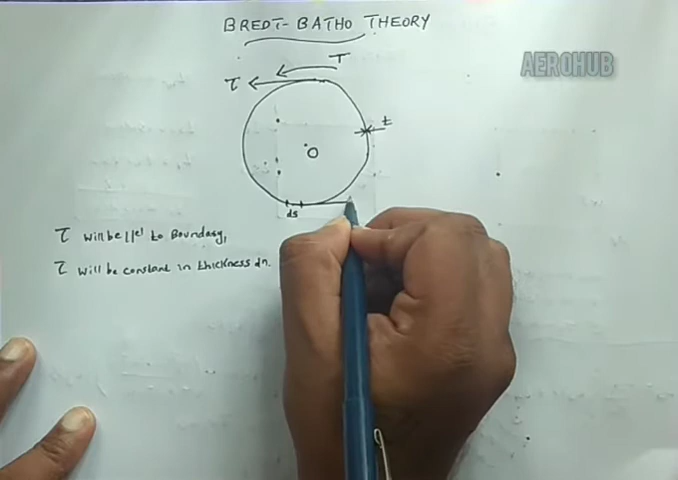 BREDT-BATHO THEORY
AEROHUB
T
τ
t
O
ds
τ will be ||el to Boundary,
τ will be constant in thickness dn.